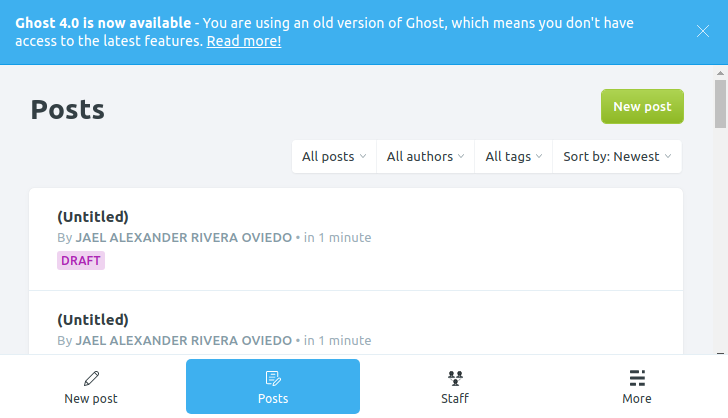 Ghost 4.0 is now available - You are using an old version of Ghost, which means you don't have
access to the latest features. Read more!
Posts
New post
All posts
All authors
All tags
Sort by: Newest
(Untitled)
By JAEL ALEXANDER RIVERA OVIEDO • in 1 minute
DRAFT
(Untitled)
By JAEL ALEXANDER RIVERA OVIEDO • in 1 minute
New post
Posts
Staff
More